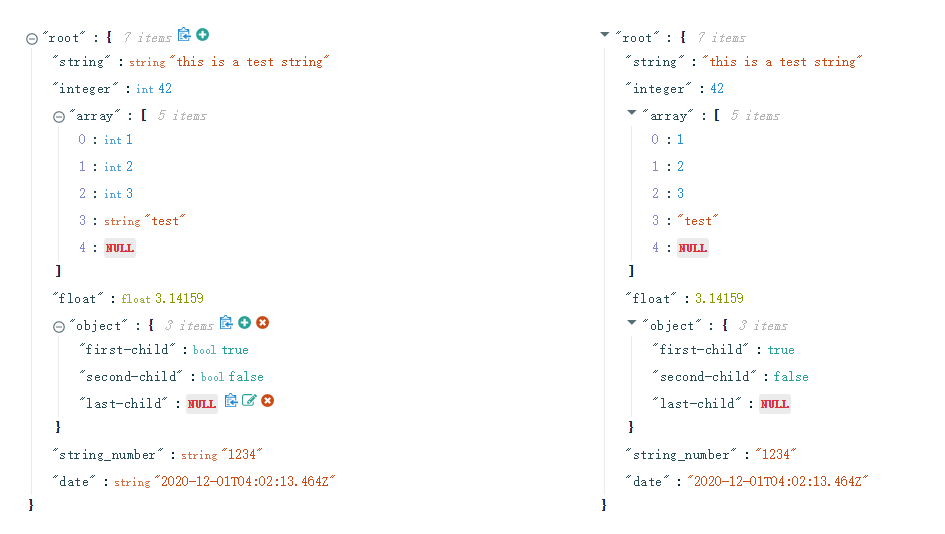 "root" : { 7 items
"string" : string "this is a test string"
"integer" : int 42
"array" : [ 5 items
0 : int 1
1 : int 2
2 : int 3
3 : string "test"
4 : NULL
]
"float" : float 3.14159
"object" : { 3 items
"first-child" : bool true
"second-child" : bool false
"last-child" : NULL
}
"string_number" : string "1234"
"date" : string "2020-12-01T04:02:13.464Z"
}
"root" : { 7 items
"string" : "this is a test string"
"integer" : 42
"array" : [ 5 items
0 : 1
1 : 2
2 : 3
3 : "test"
4 : NULL
]
"float" : 3.14159
"object" : { 3 items
"first-child" : true
"second-child" : false
"last-child" : NULL
}
"string_number" : "1234"
"date" : "2020-12-01T04:02:13.464Z"
}